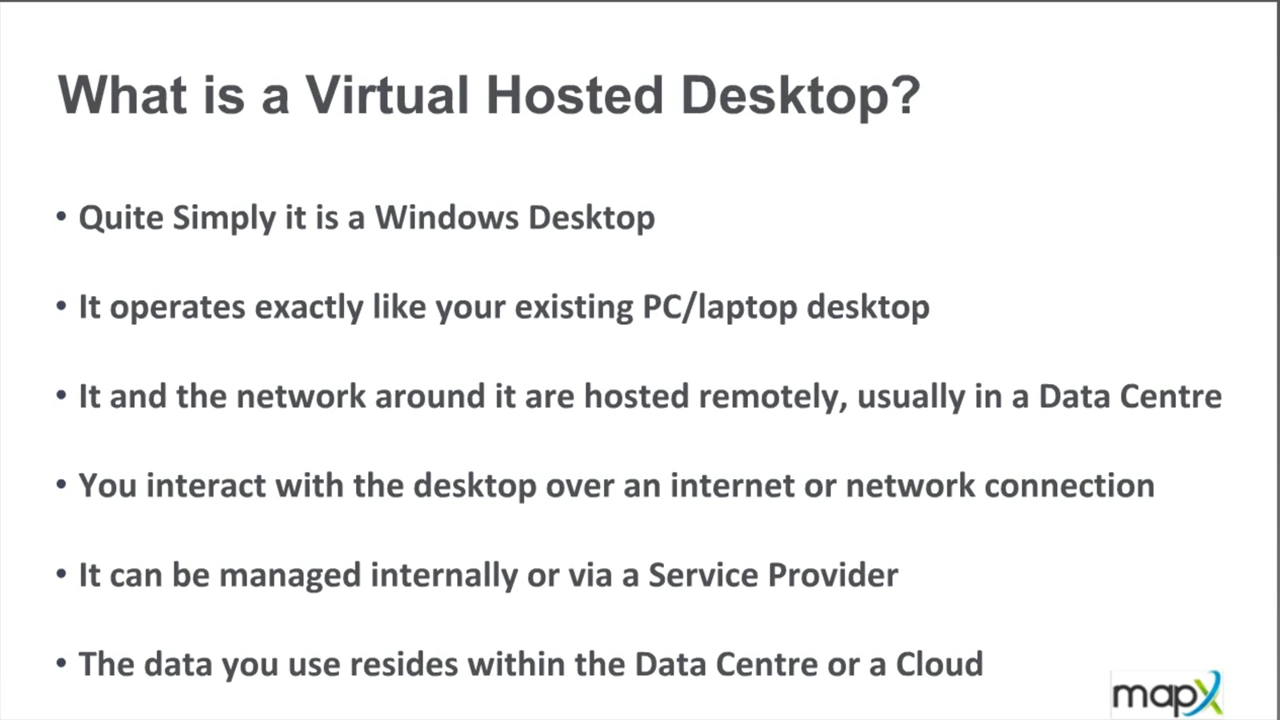 What is a Virtual Hosted Desktop?
• Quite Simply it is a Windows Desktop
• It operates exactly like your existing PC/laptop desktop
• It and the network around it are hosted remotely, usually in a Data Centre
• You interact with the desktop over an internet or network connection
• It can be managed internally or via a Service Provider
• The data you use resides within the Data Centre or a Cloud
mapX